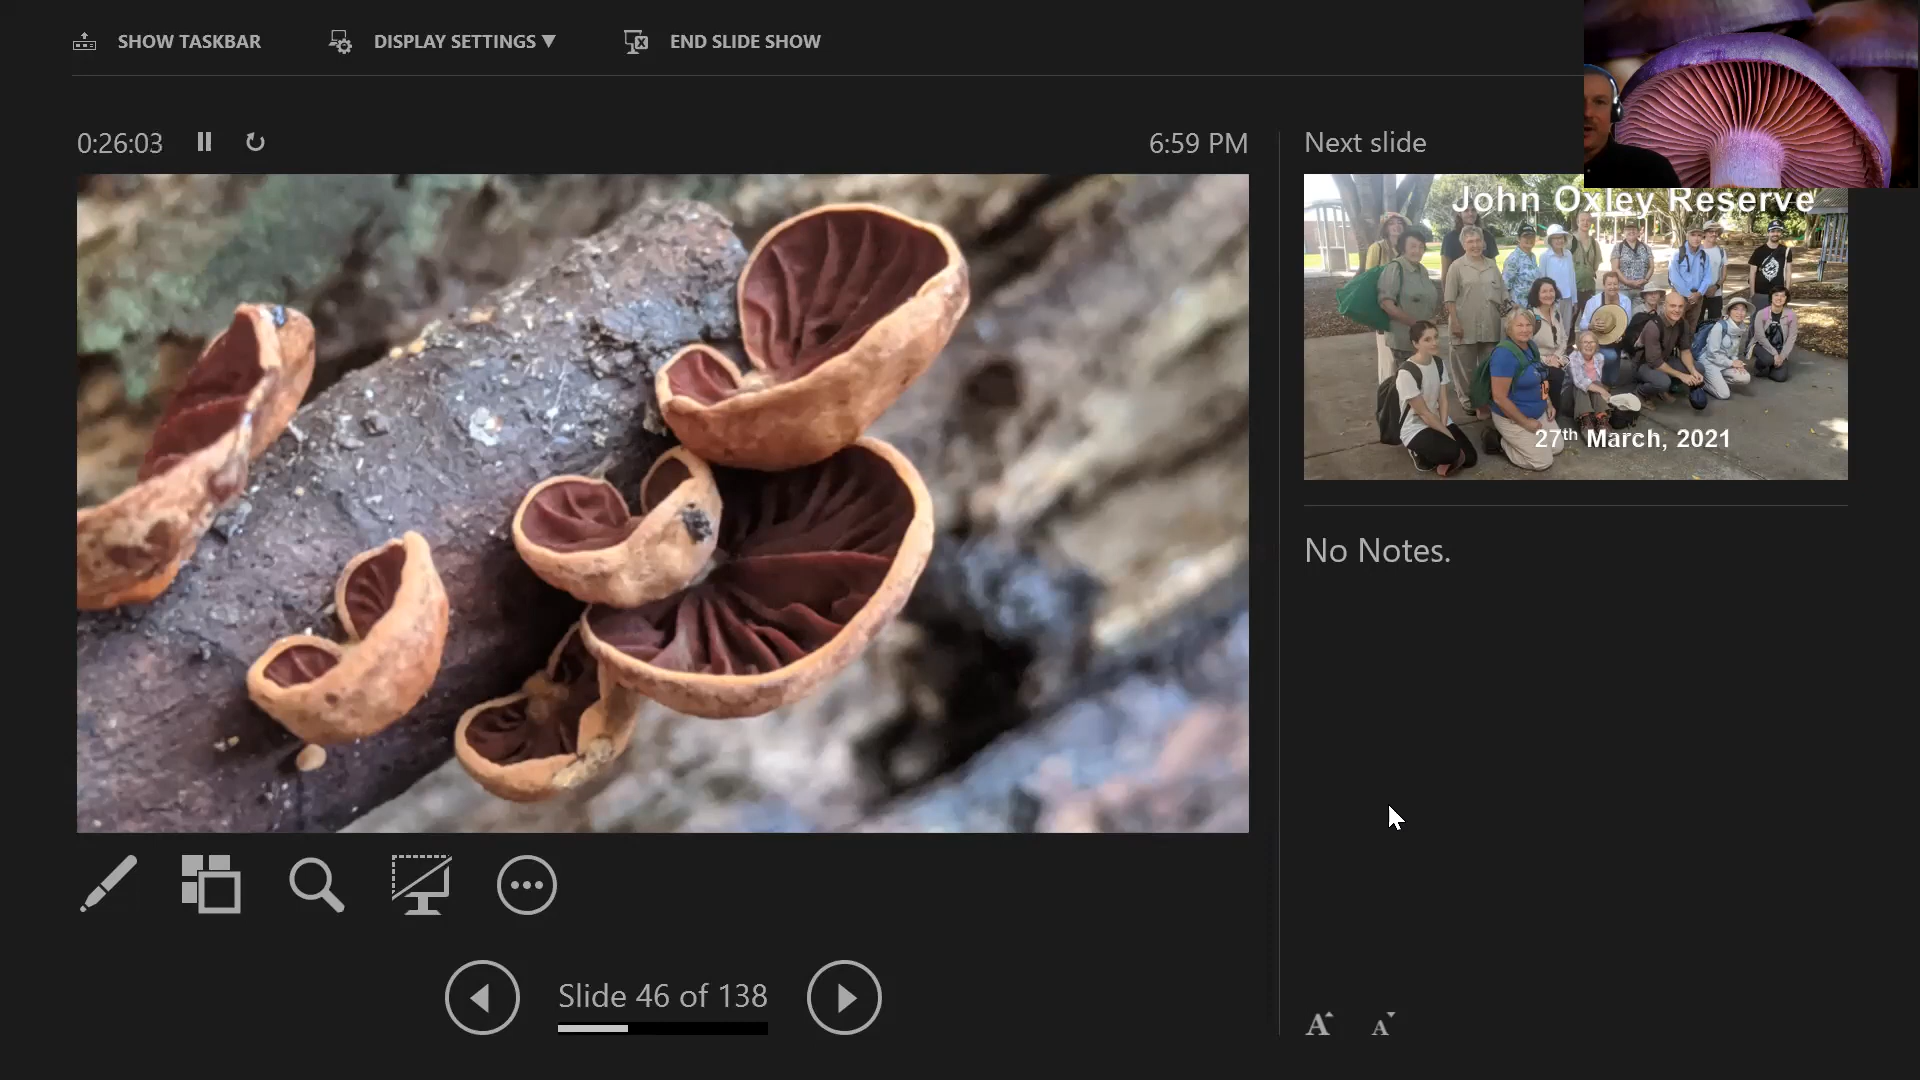 SHOW TASKBAR
DISPLAY SETTINGS ▼
END SLIDE SHOW
0:26:03
6:59 PM
Next slide
John Oxley Reserve
27th March, 2021
No Notes.
Slide 46 of 138
A A